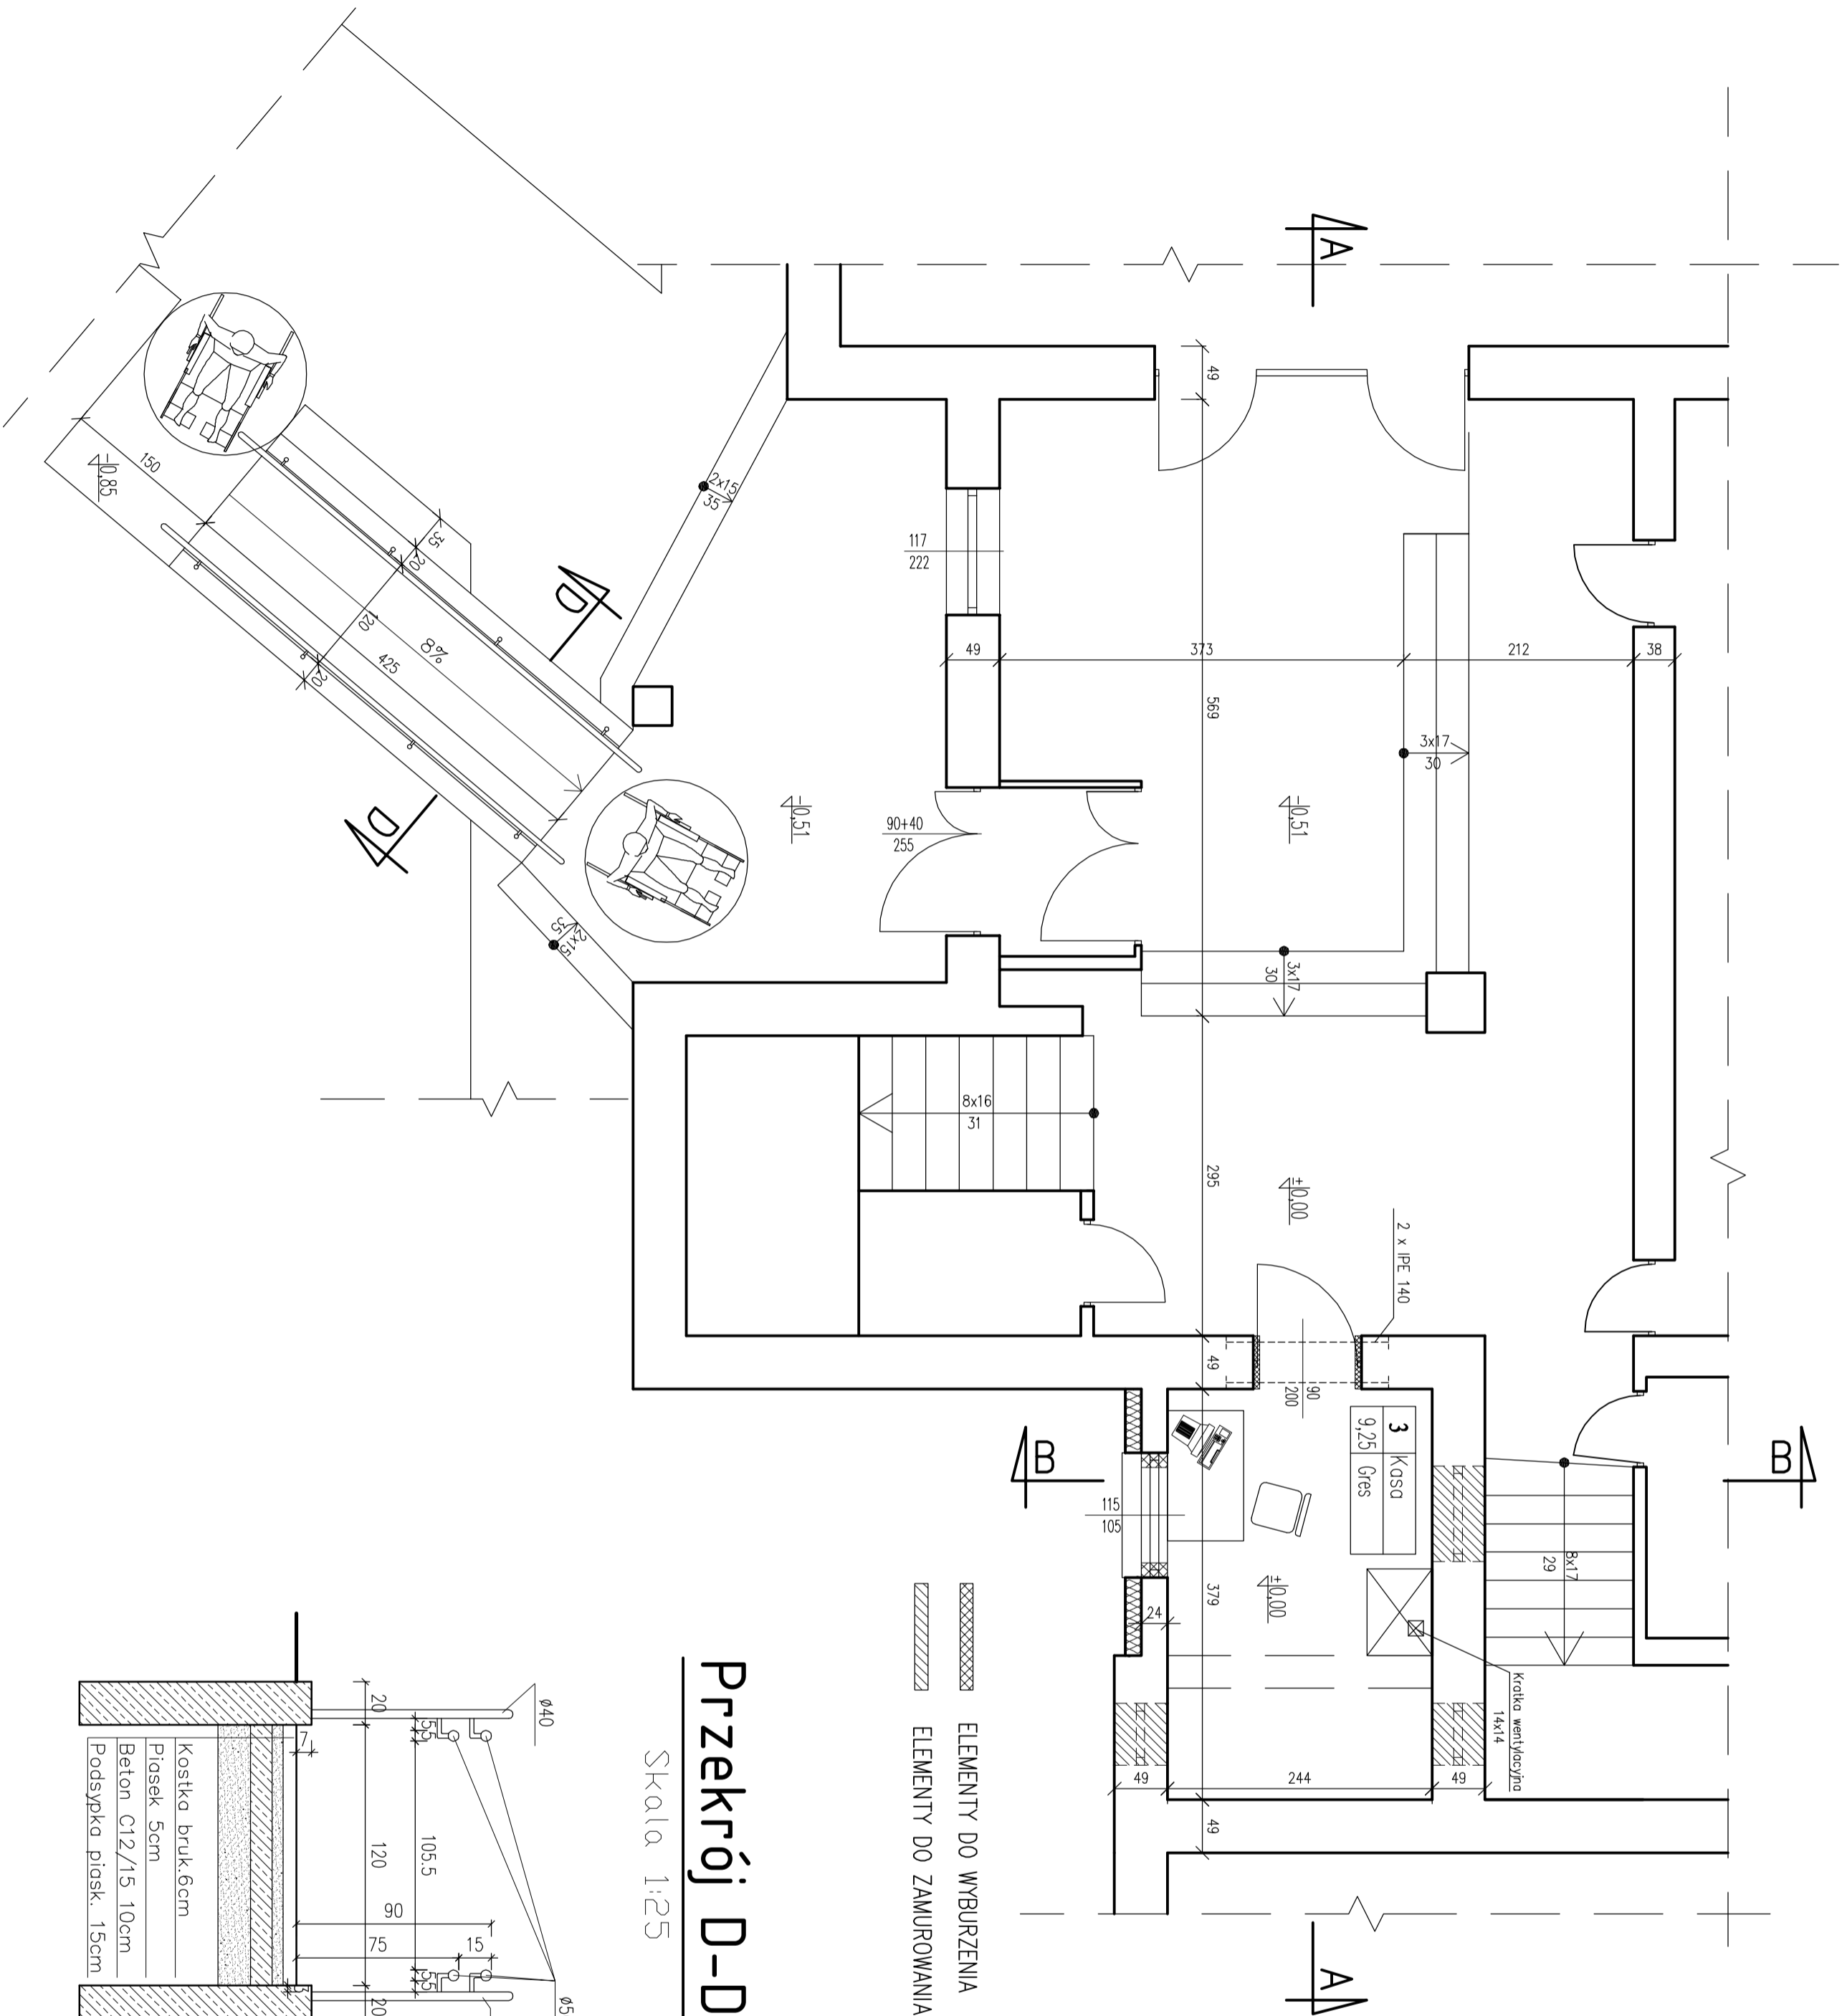 A
49
117
222
49
373
212
38
569
3x17
30
2x15
35
-0,85
150
35
20
120
8%
425
20
D
D
-0,51
90+40
255
-0,51
3x17
30
2x15
35
8x16
31
295
±0,00
2 x IPE 140
49
90
200
3 Kasa
9,25 Gres
B
B
115
105
8x17
29
379
±0,00
24
Kratka wentylacyjna
14x14
49
244
49
49
A
ELEMENTY DO WYBURZENIA
ELEMENTY DO ZAMUROWANIA
Przekrój D-D
Skala 1:25
ø40
20
5,5
7
105.5
120
90
75
15
5,5
20
ø5
Kostka bruk.6cm
Piasek 5cm
Beton C12/15 10cm
Podsypka piask. 15cm